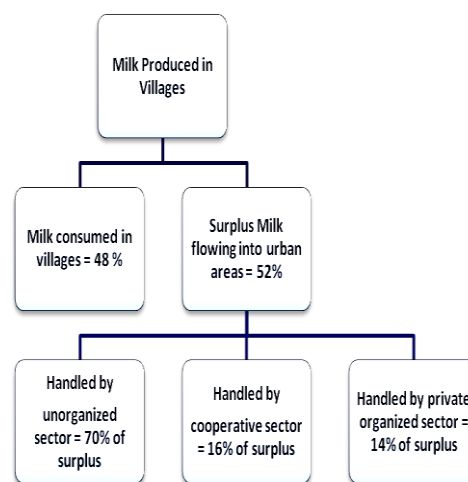 Milk Produced in
Villages
Milk consumed in
villages = 48 %
Surplus Milk
flowing into urban
areas = 52%
Handled by
unorganized
sector = 70% of
surplus
Handled by
cooperative sector
= 16% of surplus
Handled by private
organized sector =
14% of surplus